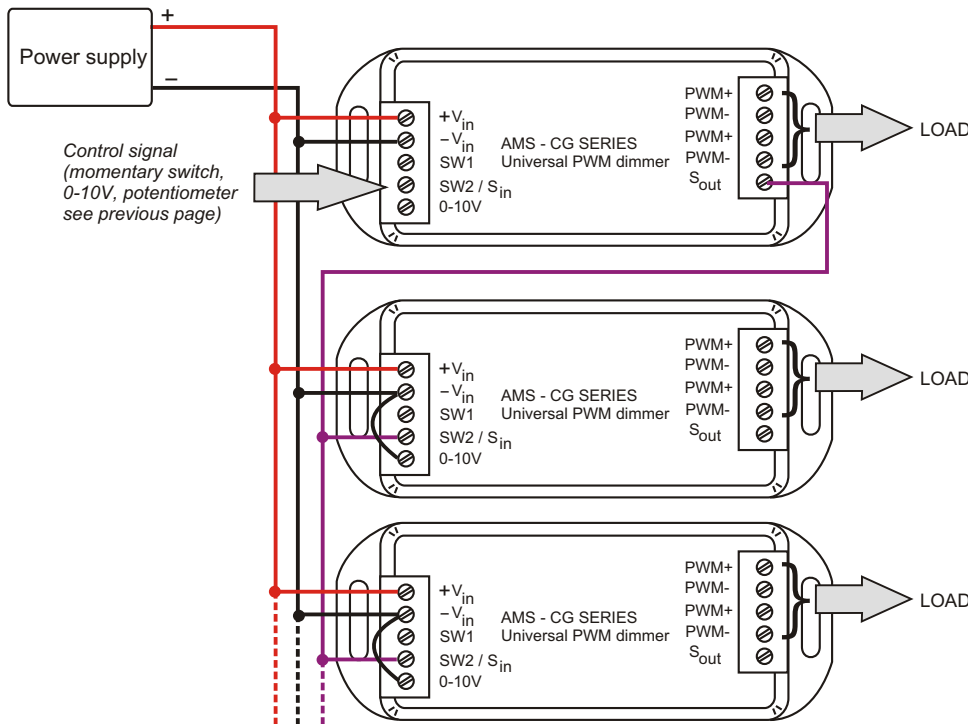 +
Power supply
−
Control signal
(momentary switch,
0-10V, potentiometer
see previous page)
+Vin
−Vin
SW1
SW2 / Sin
0-10V
AMS - CG SERIES
Universal PWM dimmer
PWM+
PWM-
PWM+
PWM-
Sout
LOAD
+Vin
−Vin
SW1
SW2 / Sin
0-10V
AMS - CG SERIES
Universal PWM dimmer
PWM+
PWM-
PWM+
PWM-
Sout
LOAD
+Vin
−Vin
SW1
SW2 / Sin
0-10V
AMS - CG SERIES
Universal PWM dimmer
PWM+
PWM-
PWM+
PWM-
Sout
LOAD